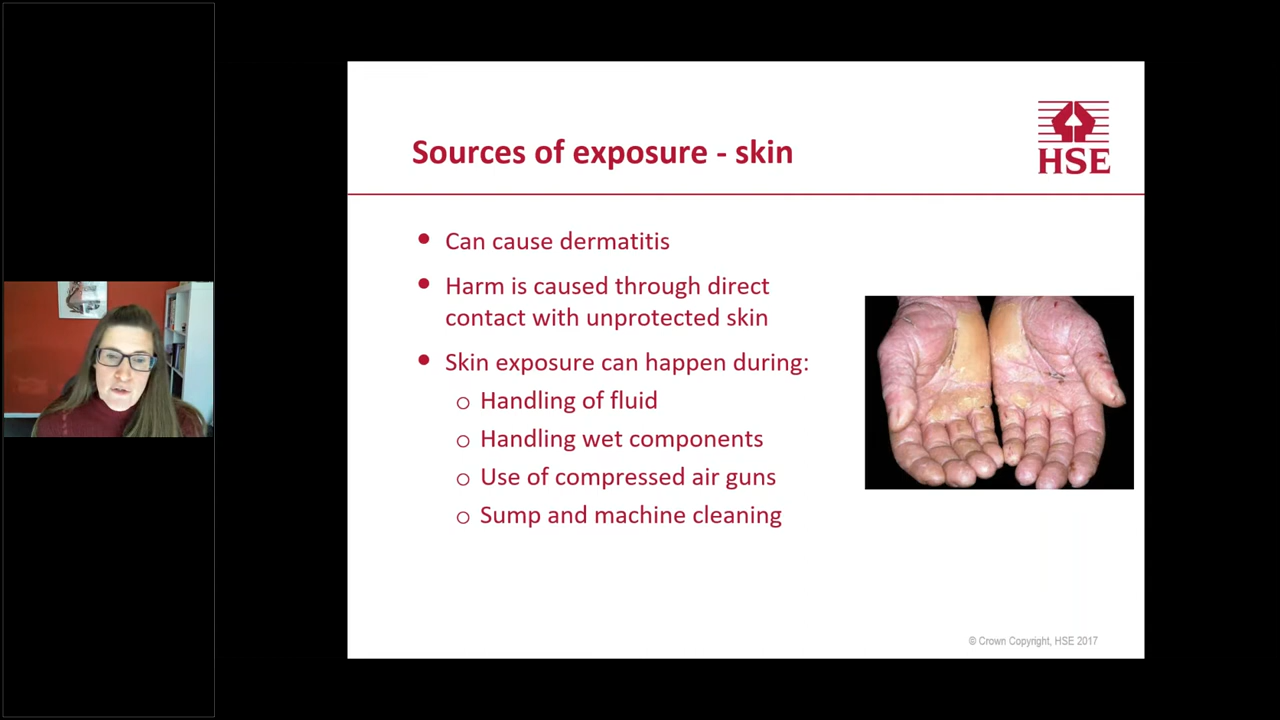 Sources of exposure - skin
HSE
• Can cause dermatitis
• Harm is caused through direct
contact with unprotected skin
• Skin exposure can happen during:
o Handling of fluid
o Handling wet components
o Use of compressed air guns
o Sump and machine cleaning
© Crown Copyright, HSE 2017